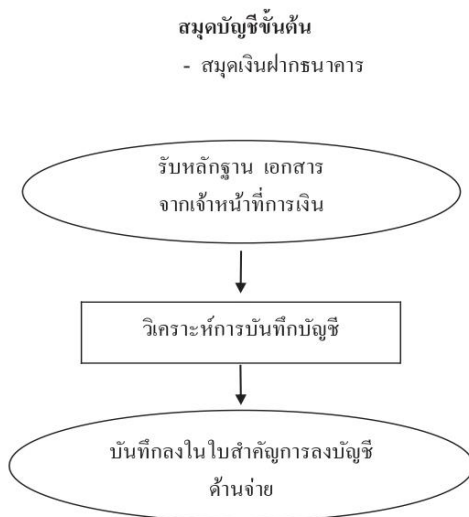 สมุดบัญชีขั้นต้น
- สมุดเงินฝากธนาคาร
รับหลักฐาน เอกสาร
จากเจ้าหน้าที่การเงิน
วิเคราะห์การบันทึกบัญชี
บันทึกลงในใบสำคัญการลงบัญชี
ด้านจ่าย